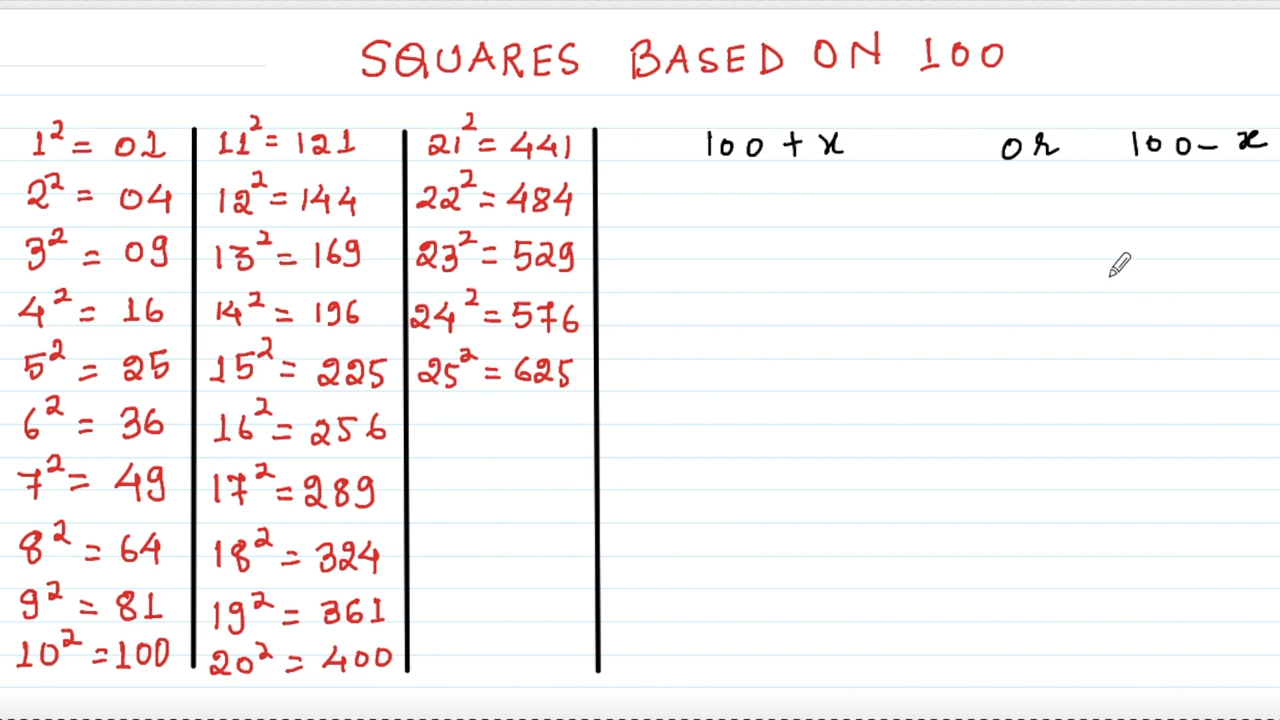 SQUARES BASED ON 100
1² = 01
2² = 04
3² = 09
4² = 16
5² = 25
6² = 36
7² = 49
8² = 64
9² = 81
10² = 100
11² = 121
12² = 144
13² = 169
14² = 196
15² = 225
16² = 256
17² = 289
18² = 324
19² = 361
20² = 400
21² = 441
22² = 484
23² = 529
24² = 576
25² = 625
100 + x or 100 - x